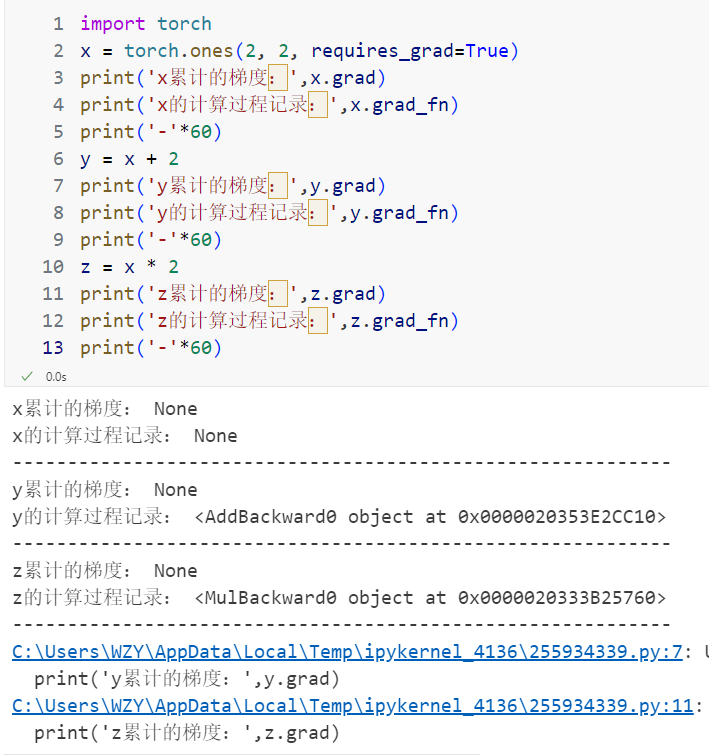 1 import torch
2 x = torch.ones(2, 2, requires_grad=True)
3 print('x累计的梯度：',x.grad)
4 print('x的计算过程记录：',x.grad_fn)
5 print('-'*60)
6 y = x + 2
7 print('y累计的梯度：',y.grad)
8 print('y的计算过程记录：',y.grad_fn)
9 print('-'*60)
10 z = x * 2
11 print('z累计的梯度：',z.grad)
12 print('z的计算过程记录：',z.grad_fn)
13 print('-'*60)
0.0s
x累计的梯度： None
x的计算过程记录： None
------------------------------------------------------------
y累计的梯度： None
y的计算过程记录： <AddBackward0 object at 0x0000020353E2CC10>
------------------------------------------------------------
z累计的梯度： None
z的计算过程记录： <MulBackward0 object at 0x0000020333B25760>
------------------------------------------------------------
C:\Users\WZY\AppData\Local\Temp\ipykernel_4136\255934339.py:7:
print('y累计的梯度：',y.grad)
C:\Users\WZY\AppData\Local\Temp\ipykernel_4136\255934339.py:11:
print('z累计的梯度：',z.grad)